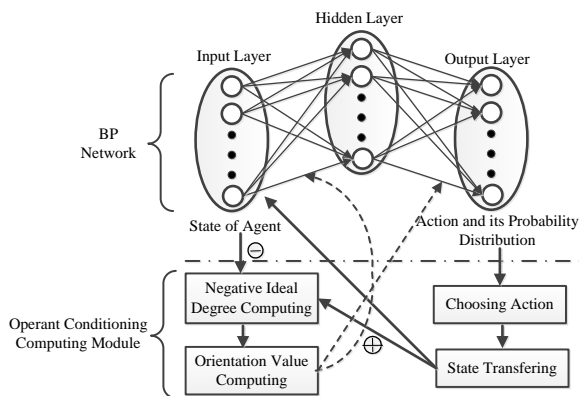 Hidden Layer
Input Layer
Output Layer
BP
Network
State of Agent
Action and its Probability
Distribution
Negative Ideal
Degree Computing
Choosing Action
Operant Conditioning
Computing Module
Orientation Value
Computing
State Transfering